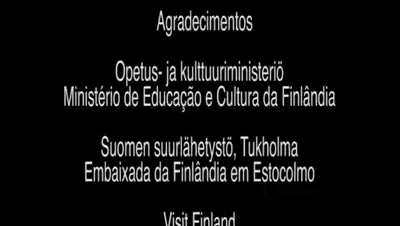 Agradecimentos
Opetus- ja kulttuuriministeriö
Ministério de Educação e Cultura da Finlândia
Suomen suurlähetystö, Tukholma
Embaixada da Finlândia em Estocolmo
Visit Finland